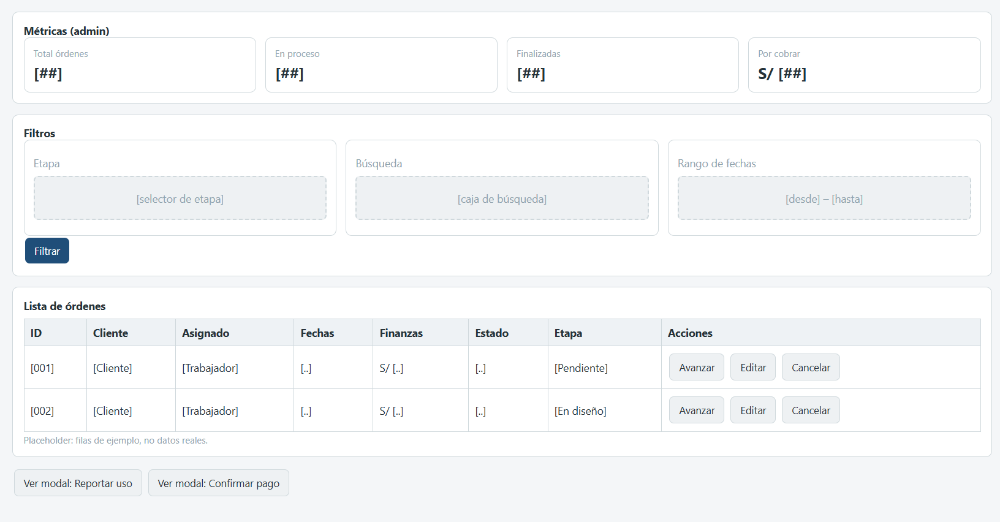 Métricas (admin)
Total órdenes
[##]
En proceso
[##]
Finalizadas
[##]
Por cobrar
S/ [##]
Filtros
Etapa
[selector de etapa]
Búsqueda
[caja de búsqueda]
Rango de fechas
[desde] – [hasta]
Filtrar
Lista de órdenes
ID Cliente Asignado Fechas Finanzas Estado Etapa Acciones
[001] [Cliente] [Trabajador] [..] S/ [..] [..] [Pendiente] Avanzar Editar Cancelar
[002] [Cliente] [Trabajador] [..] S/ [..] [..] [En diseño] Avanzar Editar Cancelar
Placeholder: filas de ejemplo, no datos reales.
Ver modal: Reportar uso
Ver modal: Confirmar pago